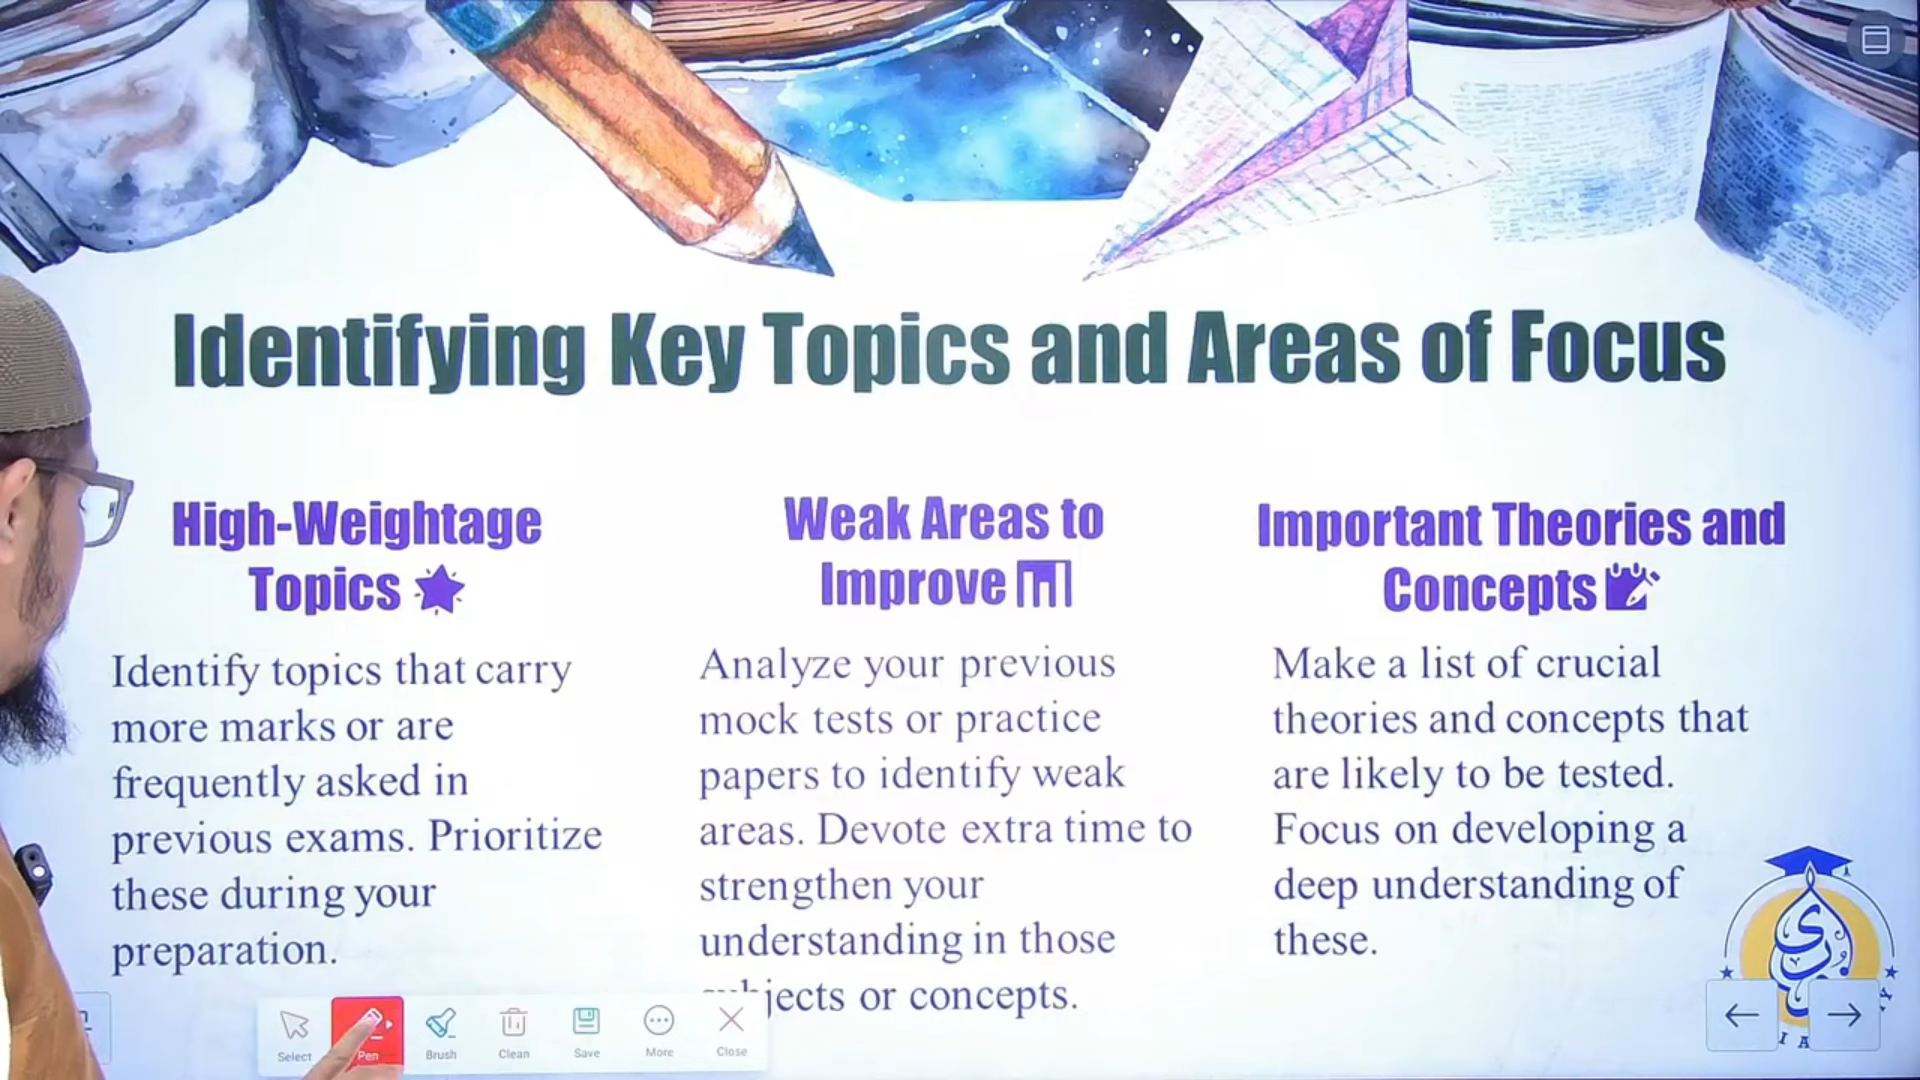 Identifying Key Topics and Areas of Focus
High-Weightage
Topics
Identify topics that carry
more marks or are
frequently asked in
previous exams. Prioritize
these during your
preparation.
Weak Areas to
Improve
Analyze your previous
mock tests or practice
papers to identify weak
areas. Devote extra time to
strengthen your
understanding in those
jects or concepts.
Important Theories and
Concepts
Make a list of crucial
theories and concepts that
are likely to be tested.
Focus on developing a
deep understanding of
these.
Select
Pen
Brush
Clean
Save
More
Close